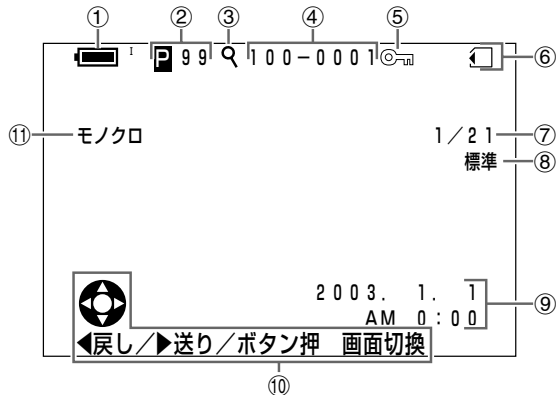 ① ② ③ ④ ⑤
I P 99 100-0001 ⑥
⑪ モノクロ 1/21 ⑦
標準 ⑧
2003. 1. 1 ⑨
AM 0:00
◀戻し/▶送り/ボタン押 画面切換
⑩